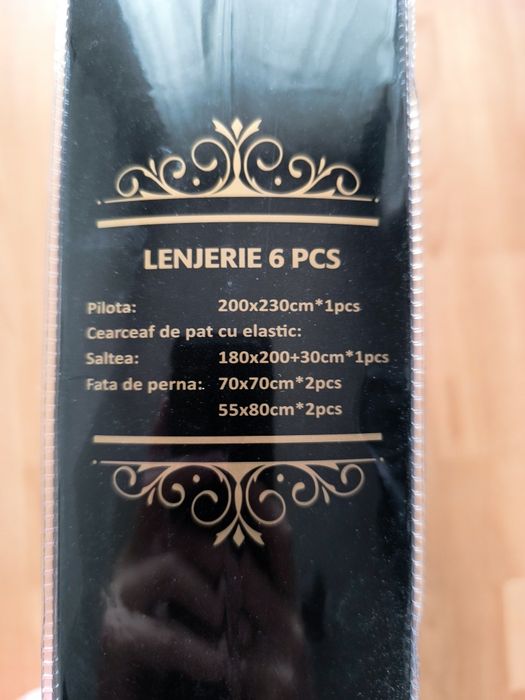 LENJERIE 6 PCS
Pilota: 200x230cm*1pcs
Cearceaf de pat cu elastic:
Saltea: 180x200+30cm*1pcs
Fata de perna: 70x70cm*2pcs
55x80cm*2pcs